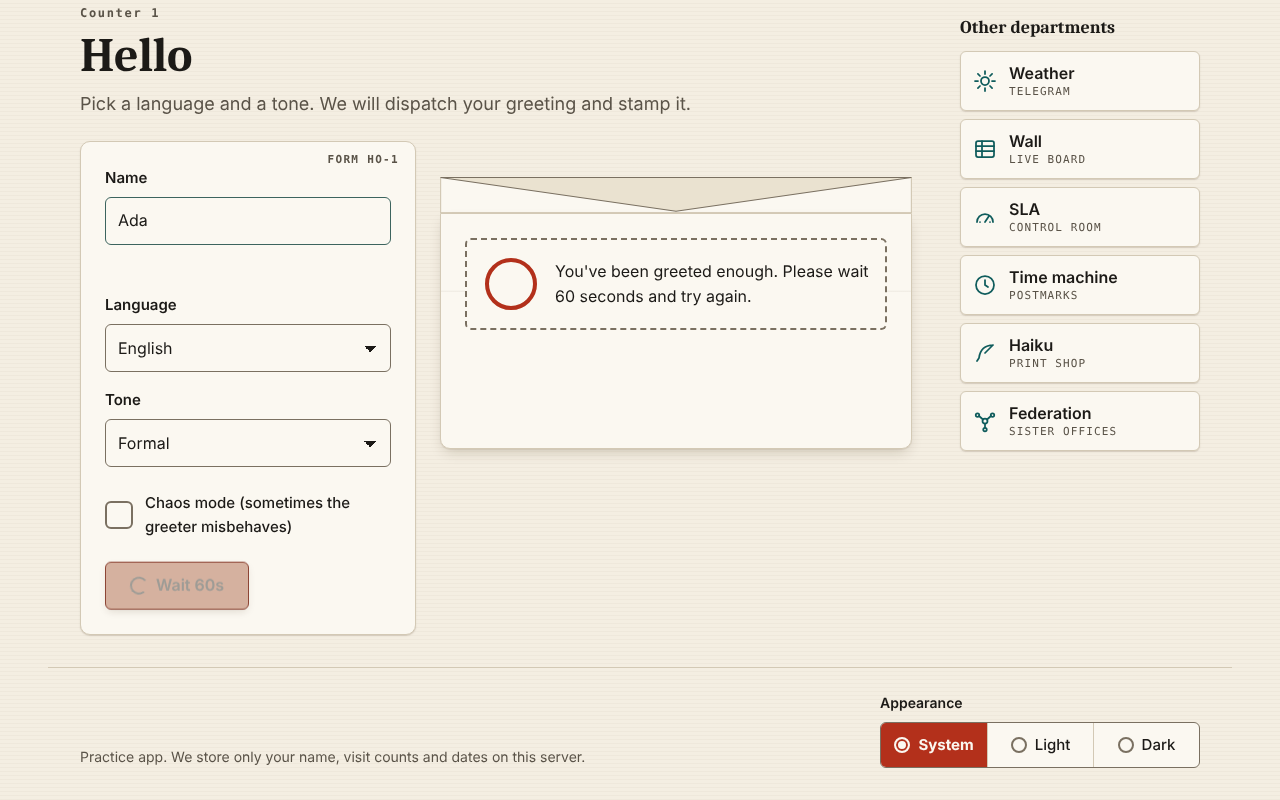 Counter 1
Hello
Pick a language and a tone. We will dispatch your greeting and stamp it.
FORM HO-1
Name
Ada
Language
English
Tone
Formal
Chaos mode (sometimes the
greeter misbehaves)
Wait 60s
You've been greeted enough. Please wait
60 seconds and try again.
Other departments
Weather
TELEGRAM
Wall
LIVE BOARD
SLA
CONTROL ROOM
Time machine
POSTMARKS
Haiku
PRINT SHOP
Federation
SISTER OFFICES
Practice app. We store only your name, visit counts and dates on this server.
Appearance
System
Light
Dark